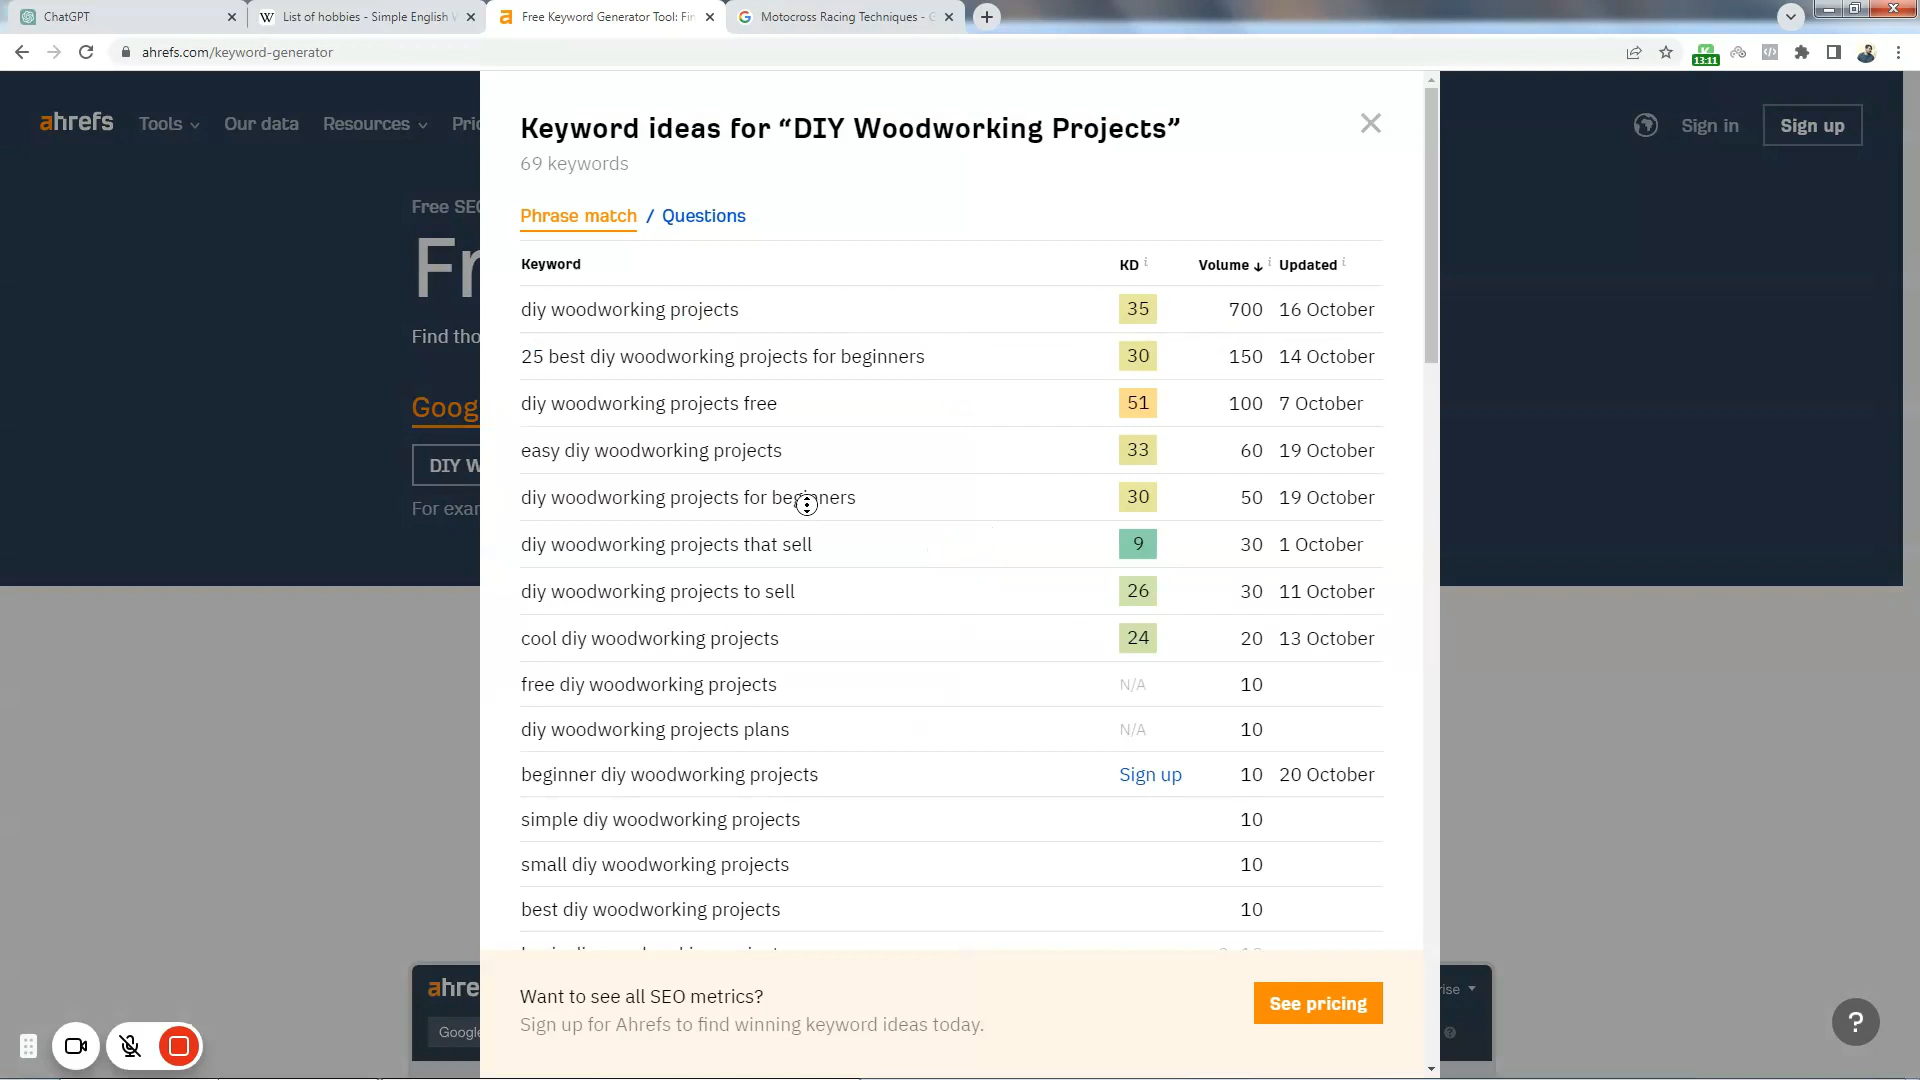 ChatGPT
List of hobbies - Simple English
Free Keyword Generator Tool: Fin
Motocross Racing Techniques -
ahrefs.com/keyword-generator
13:11
ahrefs
Tools
Our data
Resources
Sign in
Sign up
Free SEO
Fr
Find tho
Goog
DIY W
For exar
Keyword ideas for “DIY Woodworking Projects”
69 keywords
Phrase match / Questions
Keyword KD i Volume ↓ i Updated i
diy woodworking projects 35 700 16 October
25 best diy woodworking projects for beginners 30 150 14 October
diy woodworking projects free 51 100 7 October
easy diy woodworking projects 33 60 19 October
diy woodworking projects for beginners 30 50 19 October
diy woodworking projects that sell 9 30 1 October
diy woodworking projects to sell 26 30 11 October
cool diy woodworking projects 24 20 13 October
free diy woodworking projects N/A 10
diy woodworking projects plans N/A 10
beginner diy woodworking projects Sign up 10 20 October
simple diy woodworking projects 10
small diy woodworking projects 10
best diy woodworking projects 10
Want to see all SEO metrics?
Sign up for Ahrefs to find winning keyword ideas today.
See pricing
ahre
Google
rise
?